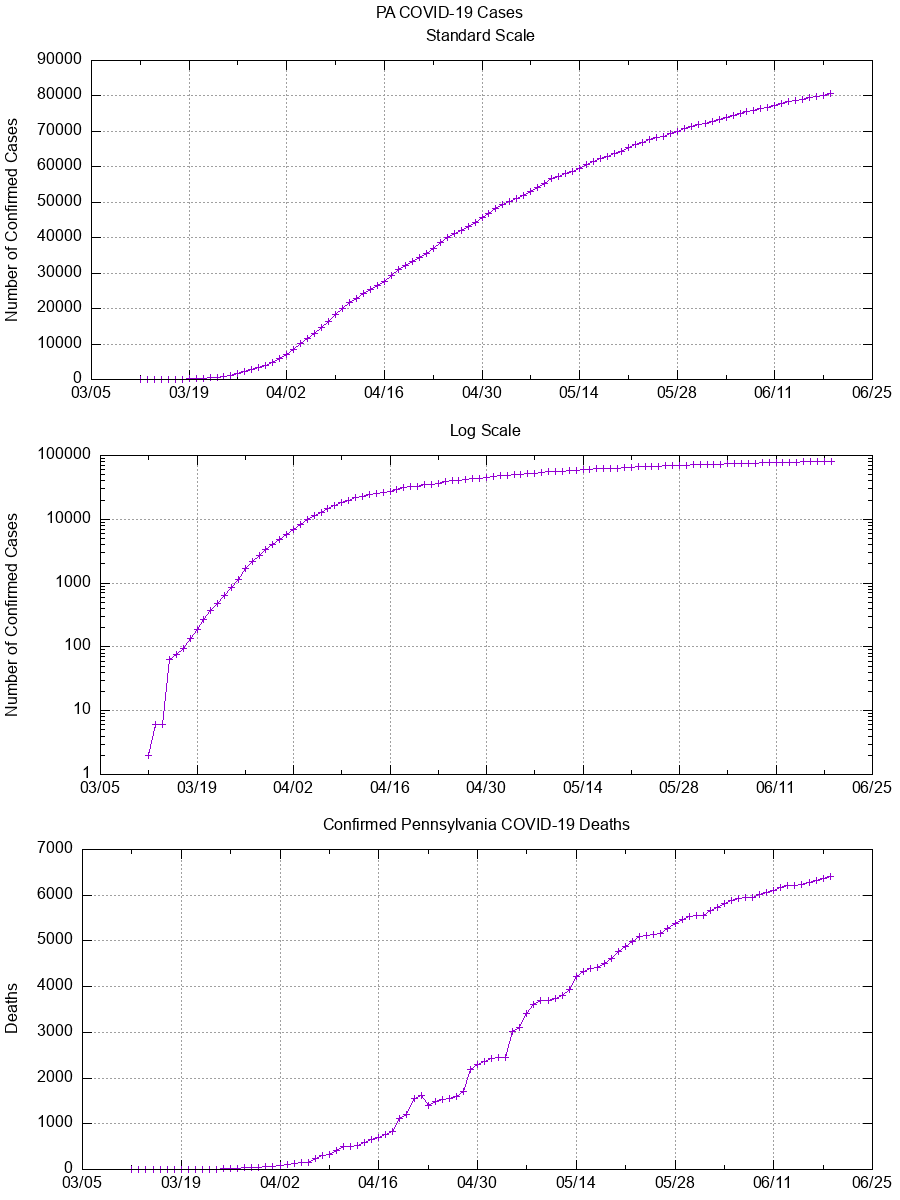 PA COVID-19 Cases
Standard Scale
90000
80000
70000
60000
50000
40000
30000
20000
10000
0
Number of Confirmed Cases
03/05 03/19 04/02 04/16 04/30 05/14 05/28 06/11 06/25
Log Scale
100000
10000
1000
100
10
1
Number of Confirmed Cases
03/05 03/19 04/02 04/16 04/30 05/14 05/28 06/11 06/25
Confirmed Pennsylvania COVID-19 Deaths
7000
6000
5000
4000
3000
2000
1000
0
Deaths
03/05 03/19 04/02 04/16 04/30 05/14 05/28 06/11 06/25